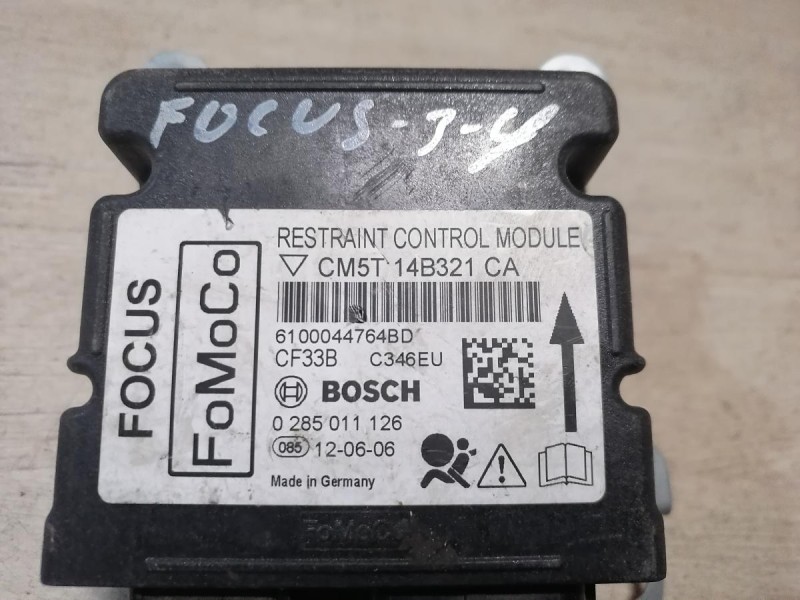 FOCUS-3-У
RESTRAINT CONTROL MODULE
CM5T 14B321 CA
6100044764BD
CF33B C346EU
BOSCH
0 285 011 126
085 12-06-06
Made in Germany
FOCUS
FoMoCo
FoMoCo